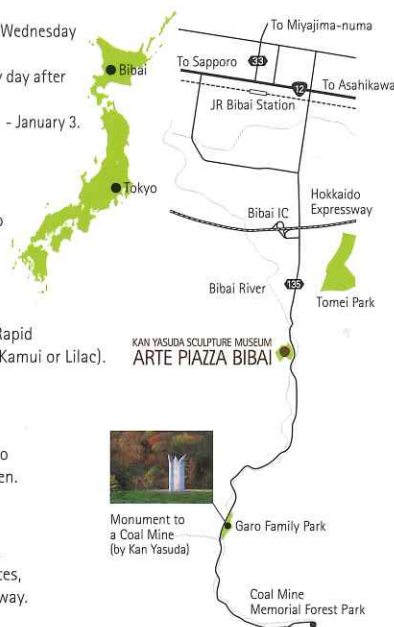 Wednesday
day after
- January 3.
Rapid
Kamui or Lilac).
en.
way.
Bibai
Tokyo
To Miyajima-numa
To Sapporo
33
12
To Asahikawa
JR Bibai Station
Hokkaido
Expressway
Bibai IC
135
Bibai River
Tomei Park
KAN YASUDA SCULPTURE MUSEUM
ARTE PIAZZA BIBAI
Monument to
a Coal Mine
(by Kan Yasuda)
Garo Family Park
Coal Mine
Memorial Forest Park